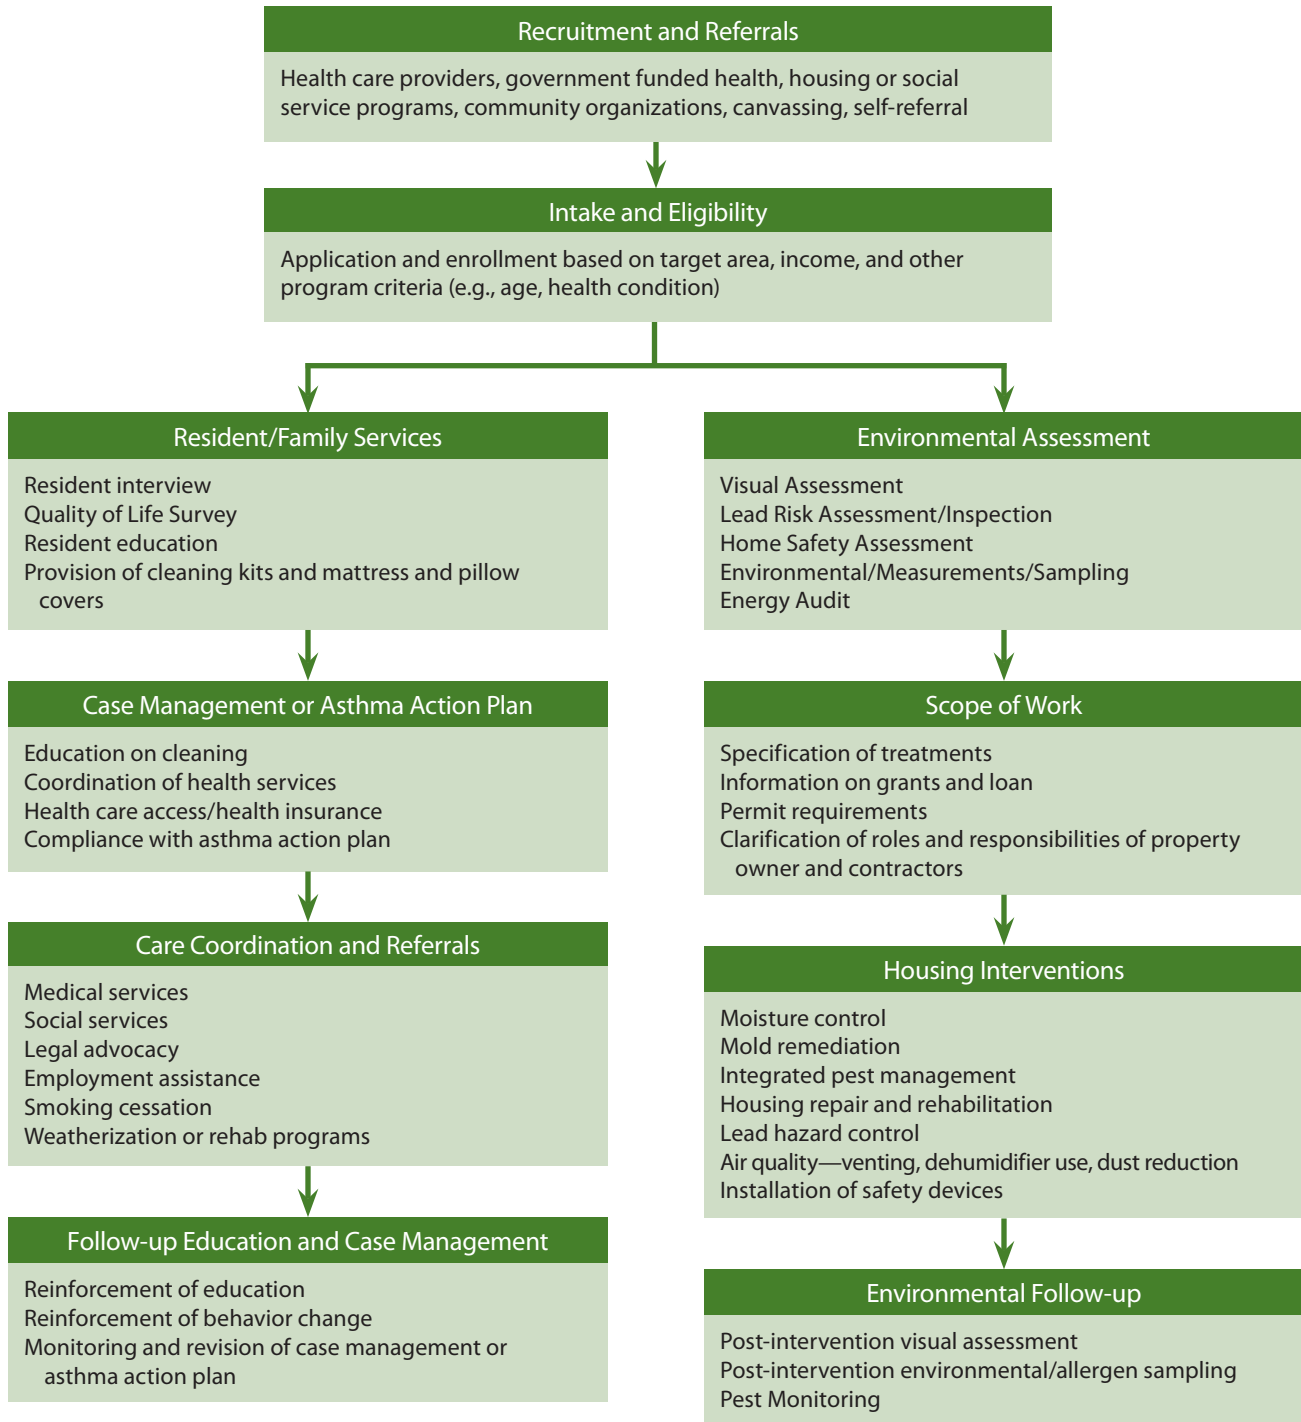 Recruitment and Referrals
Health care providers, government funded health, housing or social
service programs, community organizations, canvassing, self-referral
Intake and Eligibility
Application and enrollment based on target area, income, and other
program criteria (e.g., age, health condition)
Resident/Family Services
Resident interview
Quality of Life Survey
Resident education
Provision of cleaning kits and mattress and pillow
covers
Case Management or Asthma Action Plan
Education on cleaning
Coordination of health services
Health care access/health insurance
Compliance with asthma action plan
Care Coordination and Referrals
Medical services
Social services
Legal advocacy
Employment assistance
Smoking cessation
Weatherization or rehab programs
Follow-up Education and Case Management
Reinforcement of education
Reinforcement of behavior change
Monitoring and revision of case management or
asthma action plan
Environmental Assessment
Visual Assessment
Lead Risk Assessment/Inspection
Home Safety Assessment
Environmental/Measurements/Sampling
Energy Audit
Scope of Work
Specification of treatments
Information on grants and loan
Permit requirements
Clarification of roles and responsibilities of property
owner and contractors
Housing Interventions
Moisture control
Mold remediation
Integrated pest management
Housing repair and rehabilitation
Lead hazard control
Air quality—venting, dehumidifier use, dust reduction
Installation of safety devices
Environmental Follow-up
Post-intervention visual assessment
Post-intervention environmental/allergen sampling
Pest Monitoring